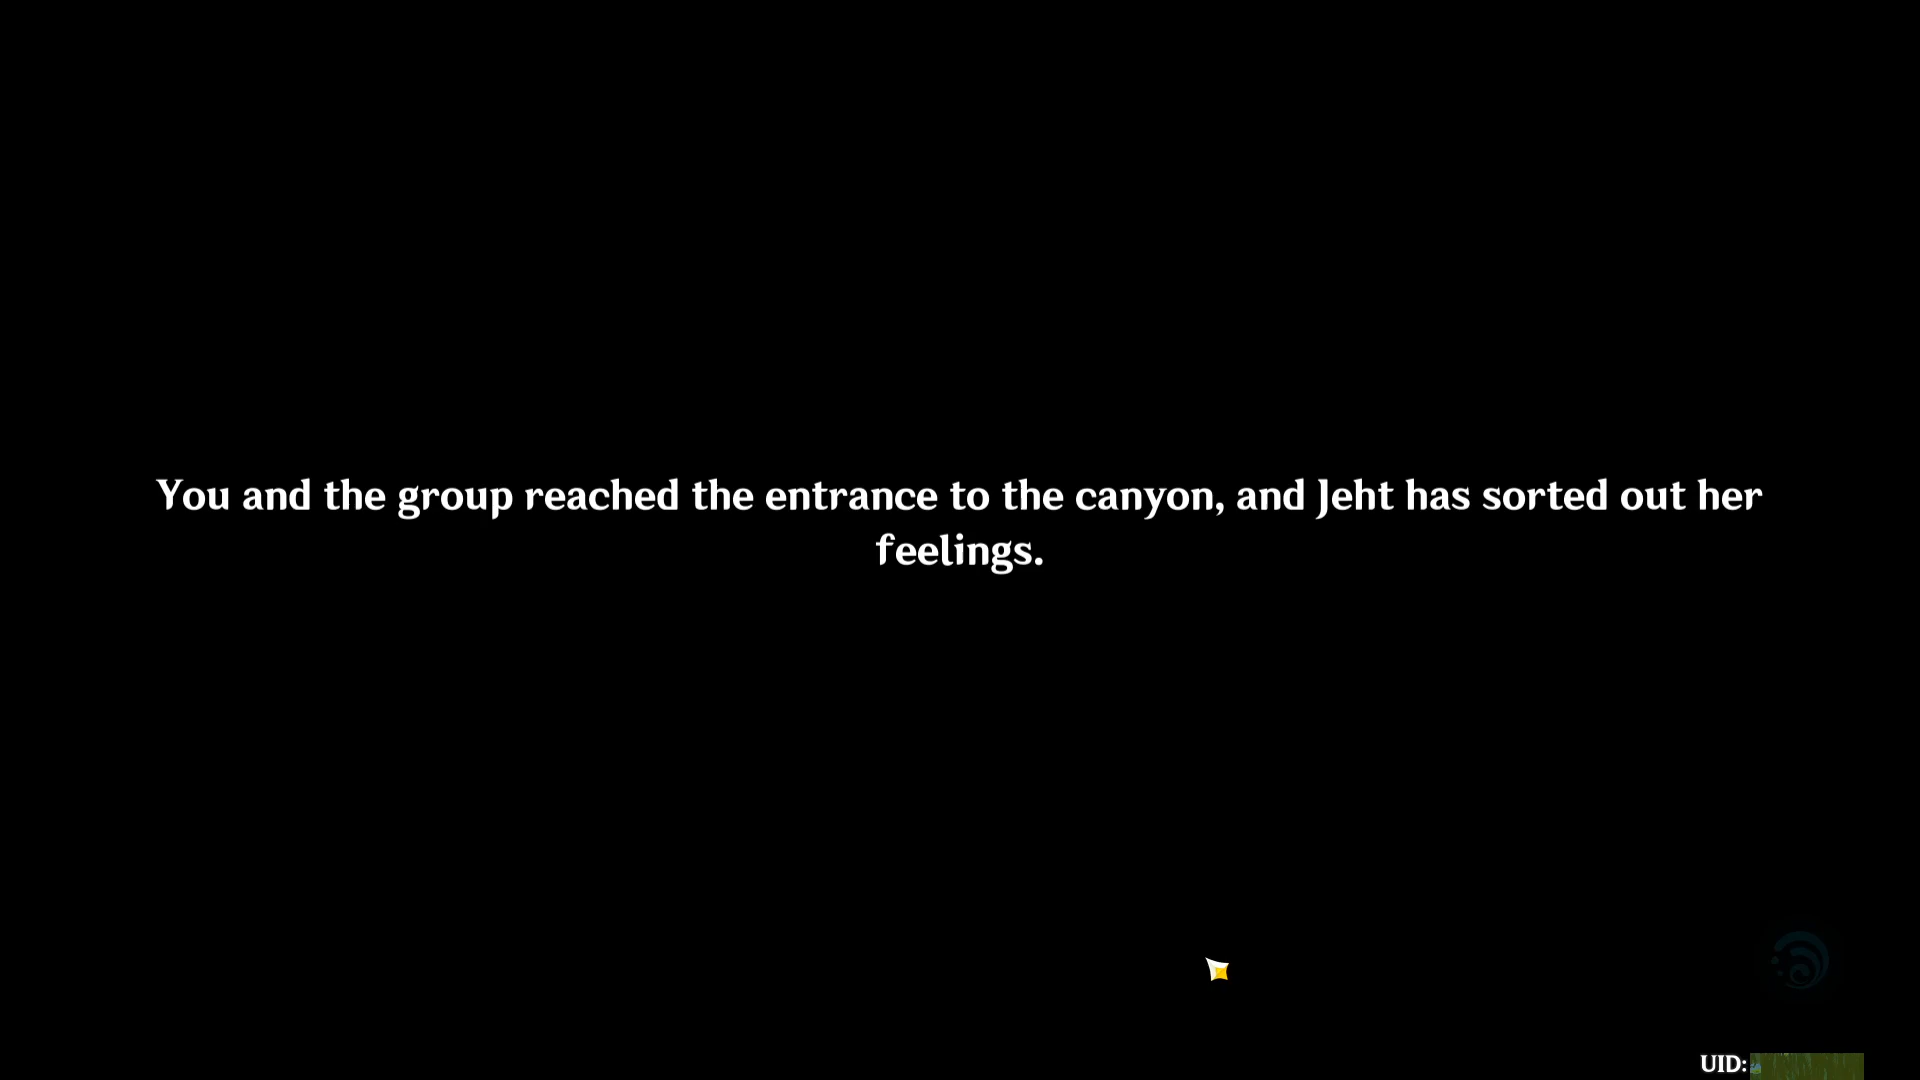 You and the group reached the entrance to the canyon, and Jeht has sorted out her
feelings.
UID: